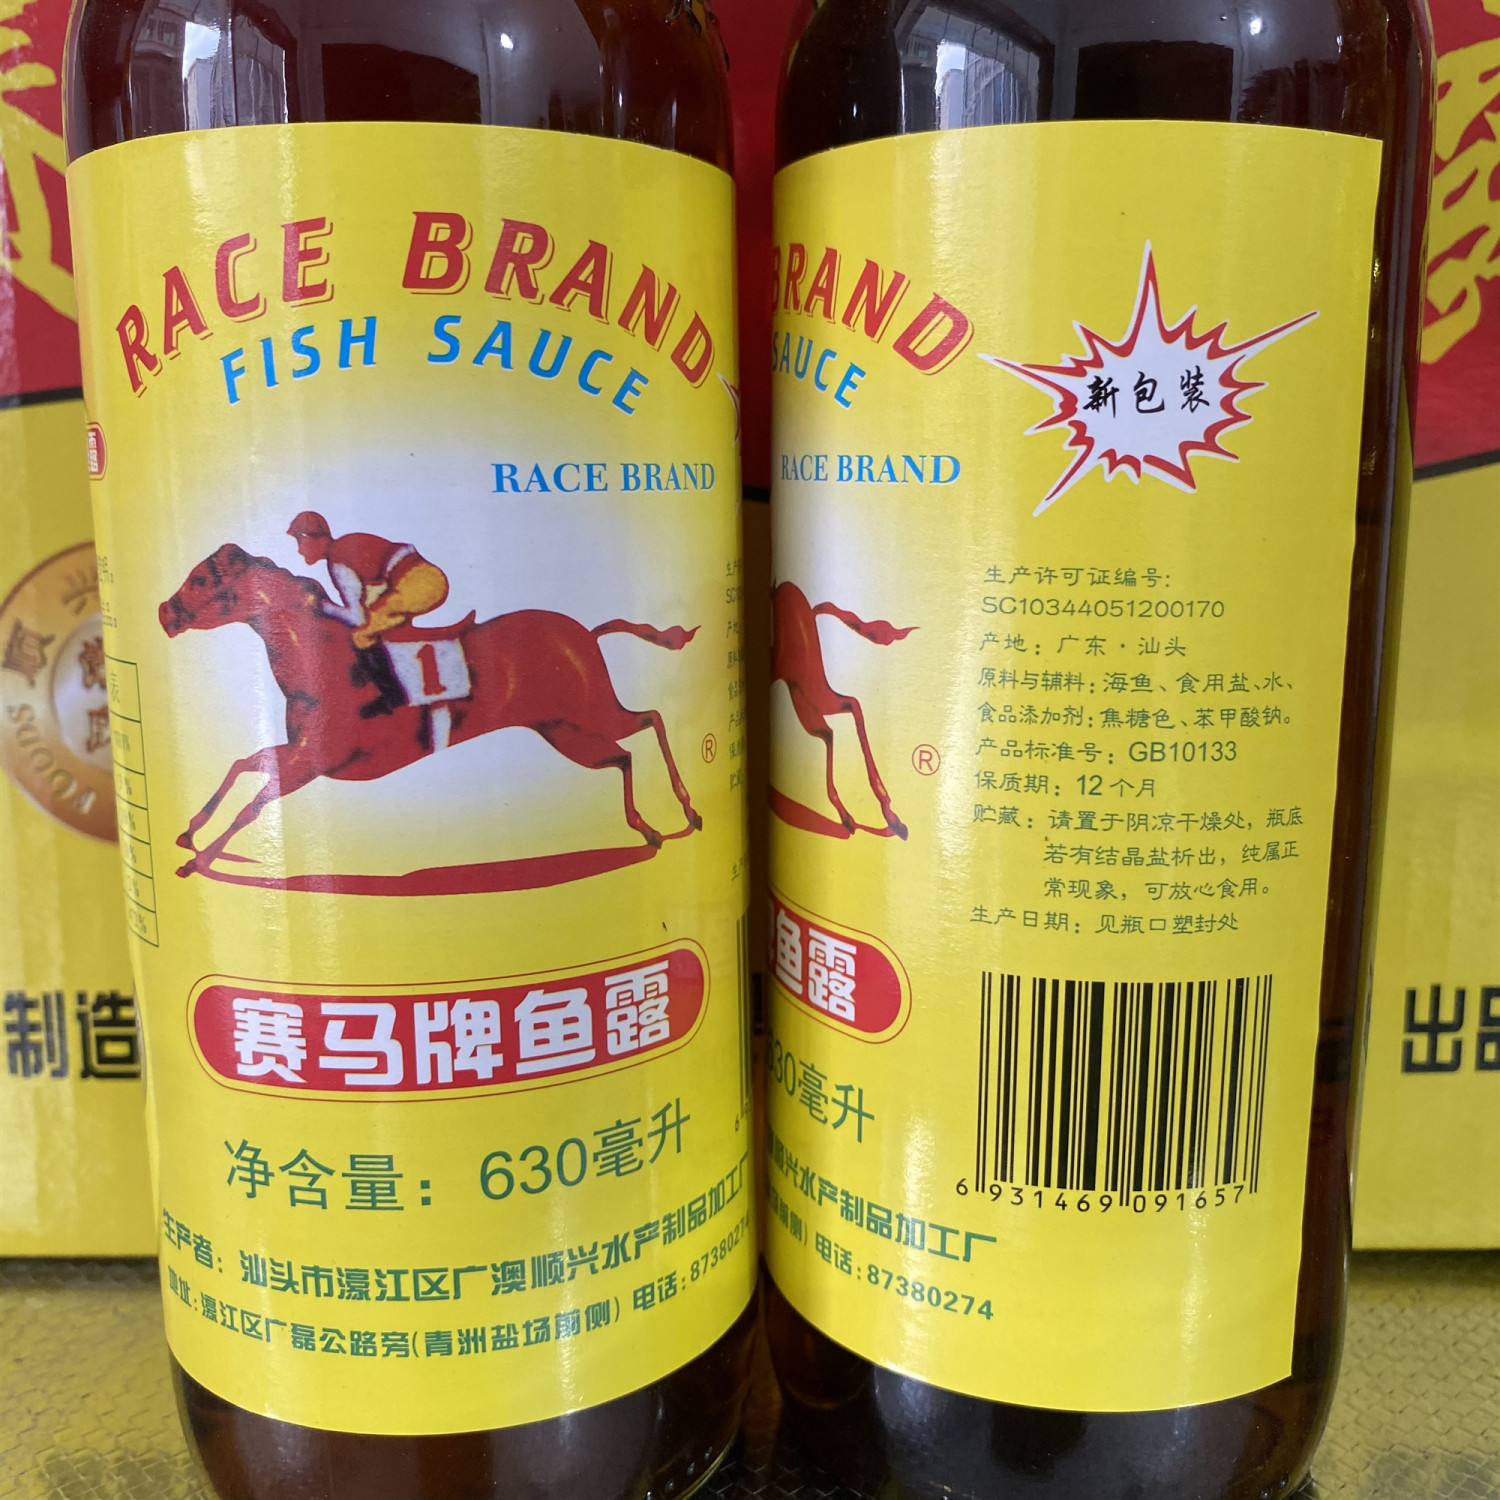 RACE BRAND
FISH SAUCE
RACE BRAND
1
®
赛马牌鱼露
净含量：630毫升
生产者：汕头市濠江区广澳顺兴水产制品加工厂
地址：濠江区广磊公路旁(青洲盐场前侧) 电话：87380274
BRAND
SAUCE
RACE BRAND
新包装
®
生产许可证编号：
SC10344051200170
产地：广东·汕头
原料与辅料：海鱼、食用盐、水、
食品添加剂：焦糖色、苯甲酸钠。
产品标准号：GB10133
保质期：12个月
贮藏：请置于阴凉干燥处，瓶底
若有结晶盐析出，纯属正
常现象，可放心食用。
生产日期：见瓶口塑封处
鱼露
30毫升
6 931469 091657
顺兴水产制品加工厂
前侧) 电话：87380274
制造
出品
FOODS
表